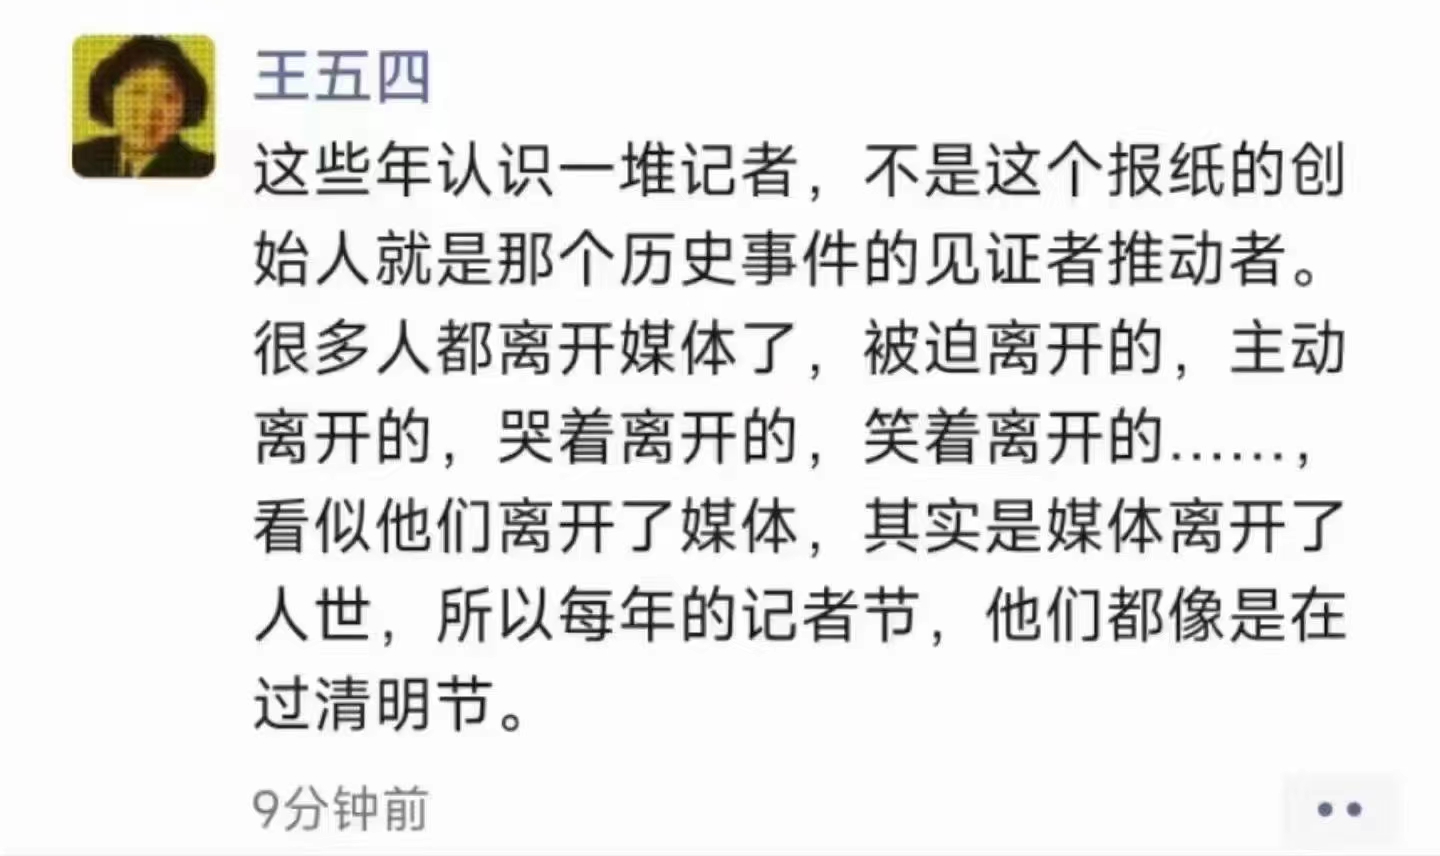 王五四
这些年认识一堆记者，不是这个报纸的创
始人就是那个历史事件的见证者推动者。
很多人都离开媒体了，被迫离开的，主动
离开的，哭着离开的，笑着离开的……，
看似他们离开了媒体，其实是媒体离开了
人世，所以每年的记者节，他们都像是在
过清明节。
9分钟前